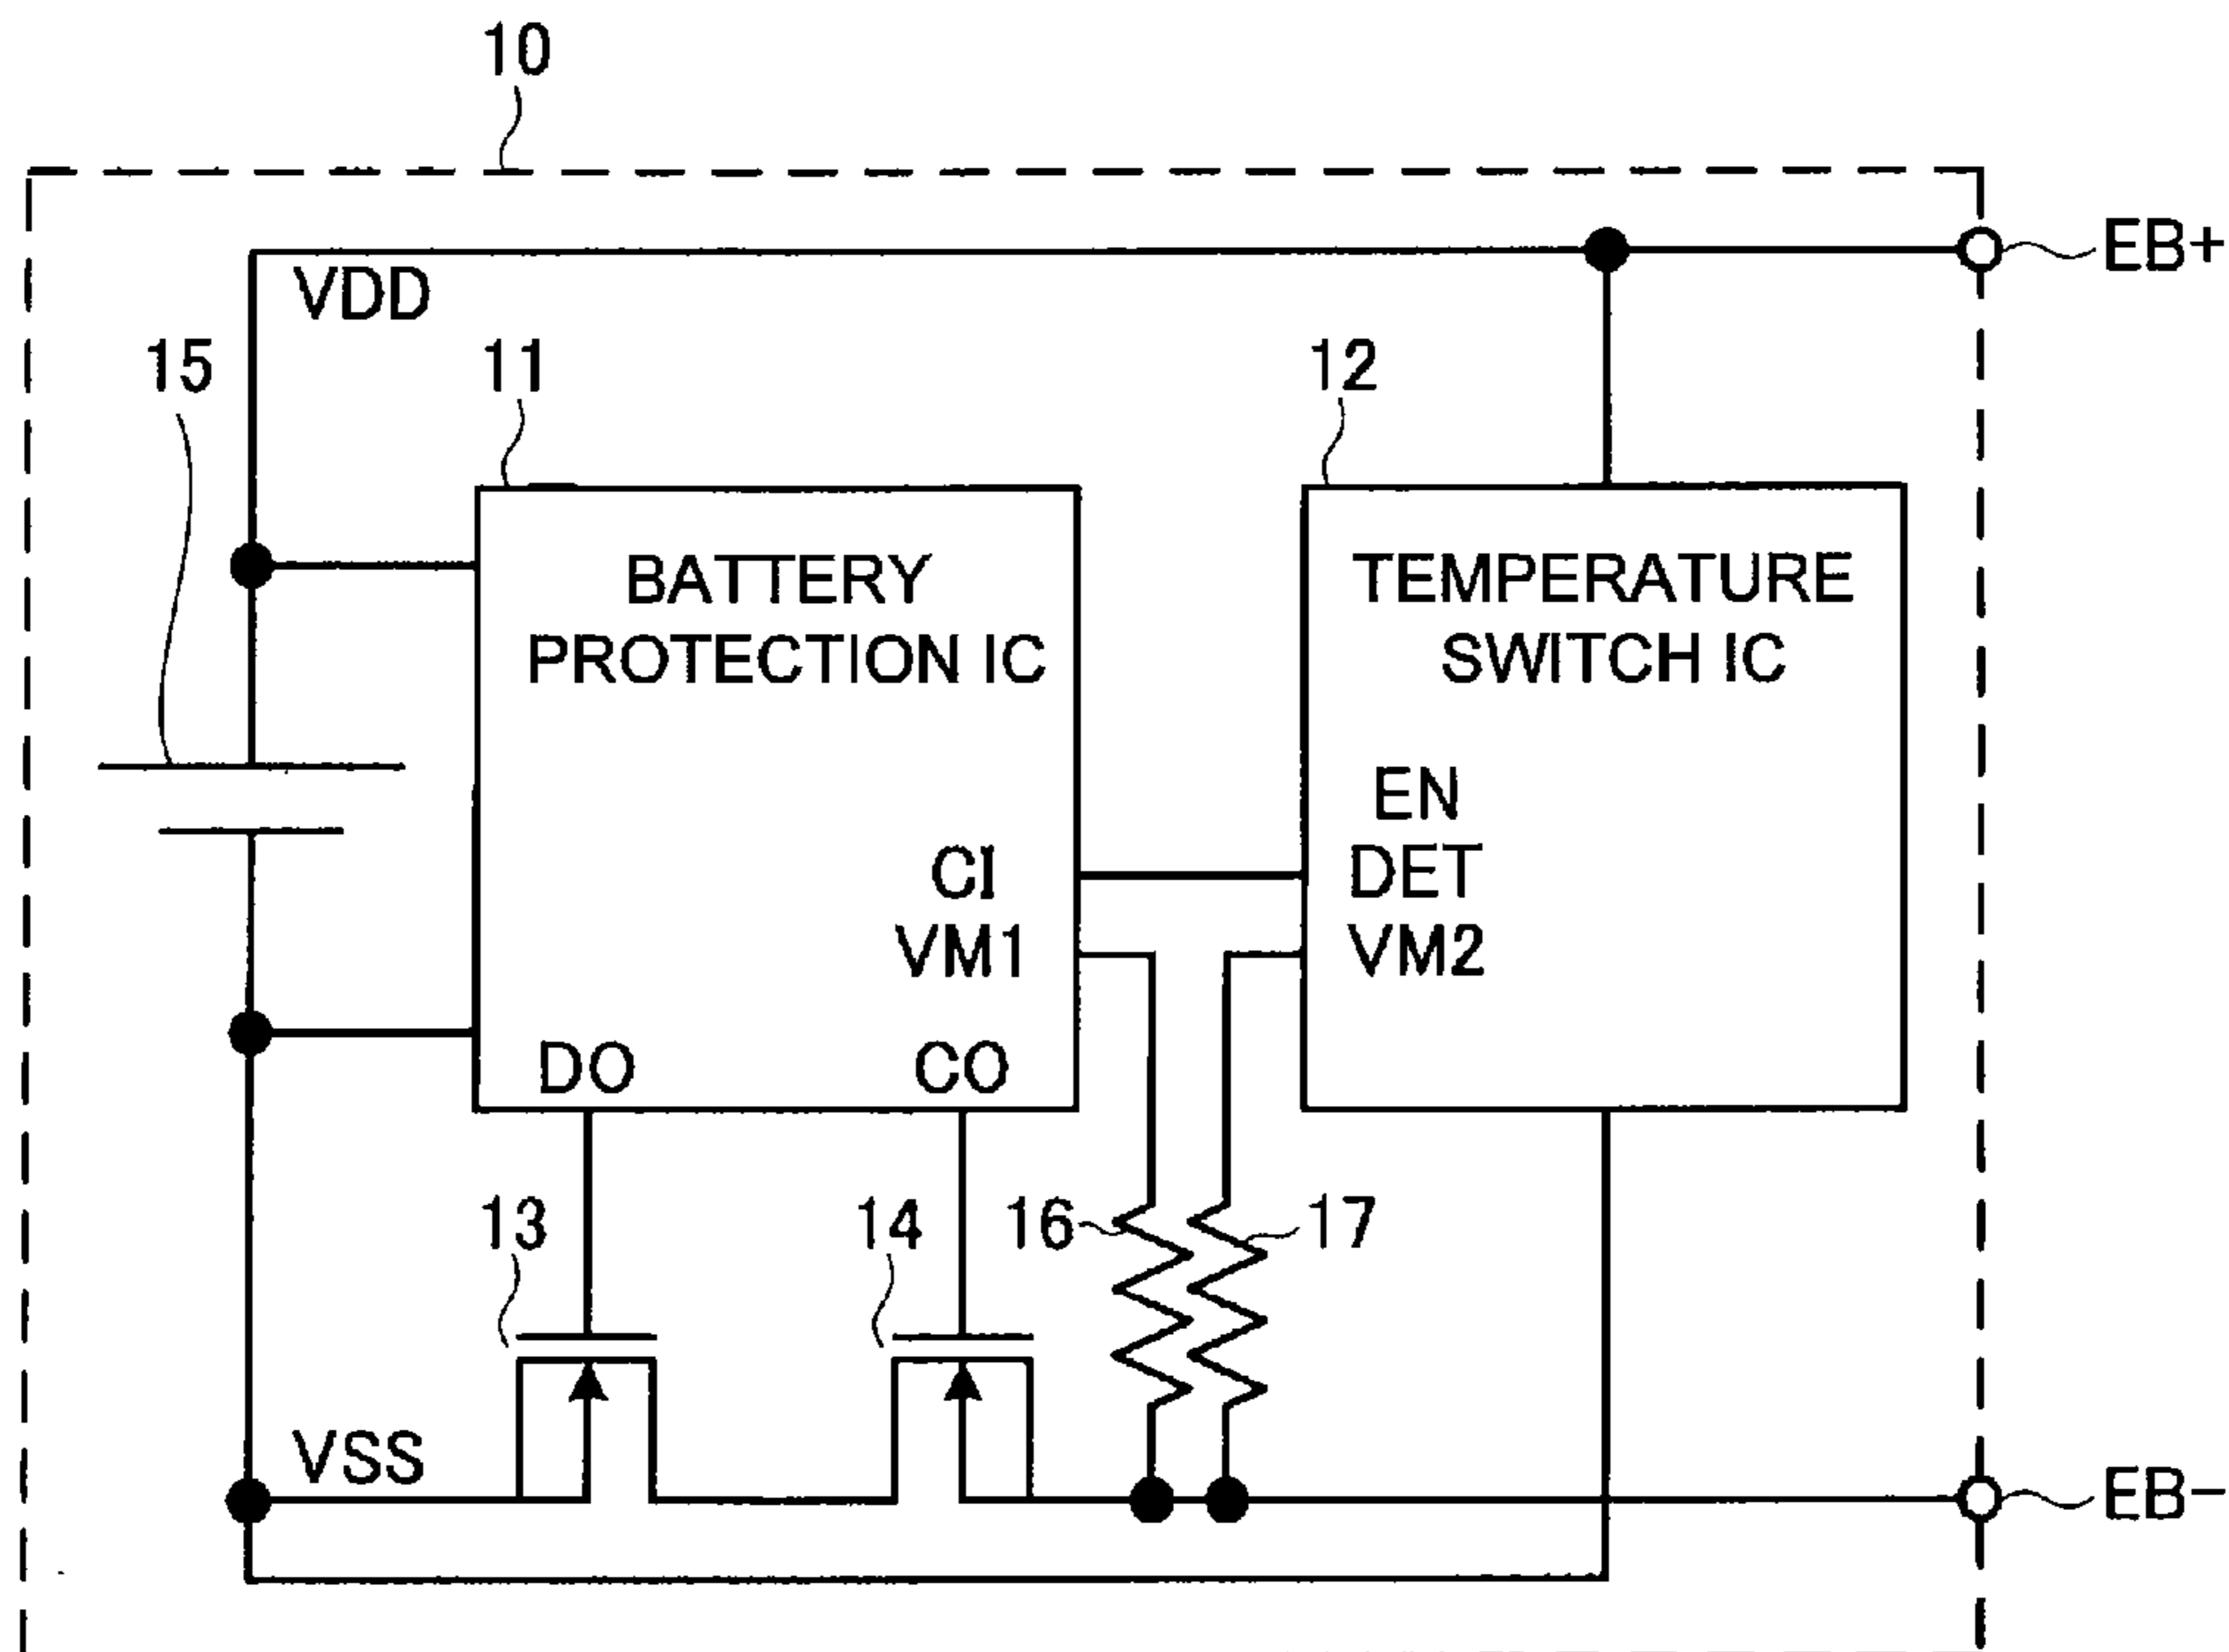 10
EB+
VDD
15
11
12
BATTERY
PROTECTION IC
TEMPERATURE
SWITCH IC
EN
CI
DET
VM1
VM2
DO
CO
13
14
16
17
VSS
EB−